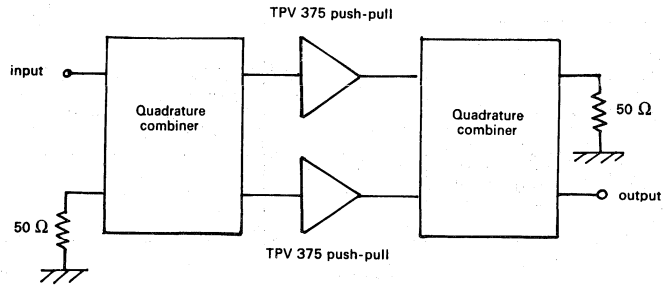 TPV 375 push-pull
input
Quadrature
combiner
Quadrature
combiner
50 Ω
50 Ω
output
TPV 375 push-pull